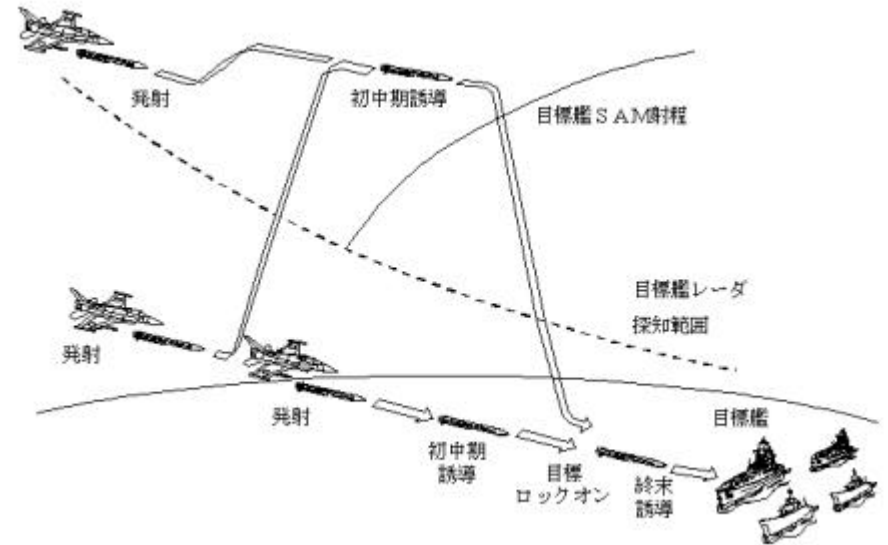 発射
初中期誘導
目標艦ＳＡＭ射程
目標艦レーダ
探知範囲
発射
発射
目標艦
初中期
誘導
目標
ロックオン
終末
誘導